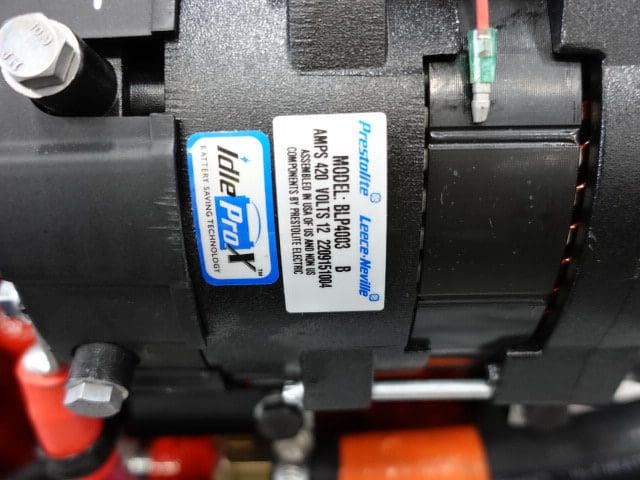 Idle
Pro X™
BATTERY SAVING TECHNOLOGY
Prestolite® Leece-Neville®
MODEL: BLP4003 B
AMPS 420 VOLTS 12 2209151004
ASSEMBLED IN USA OF US AND NON US
COMPONENTS BY PRESTOLITE ELECTRIC